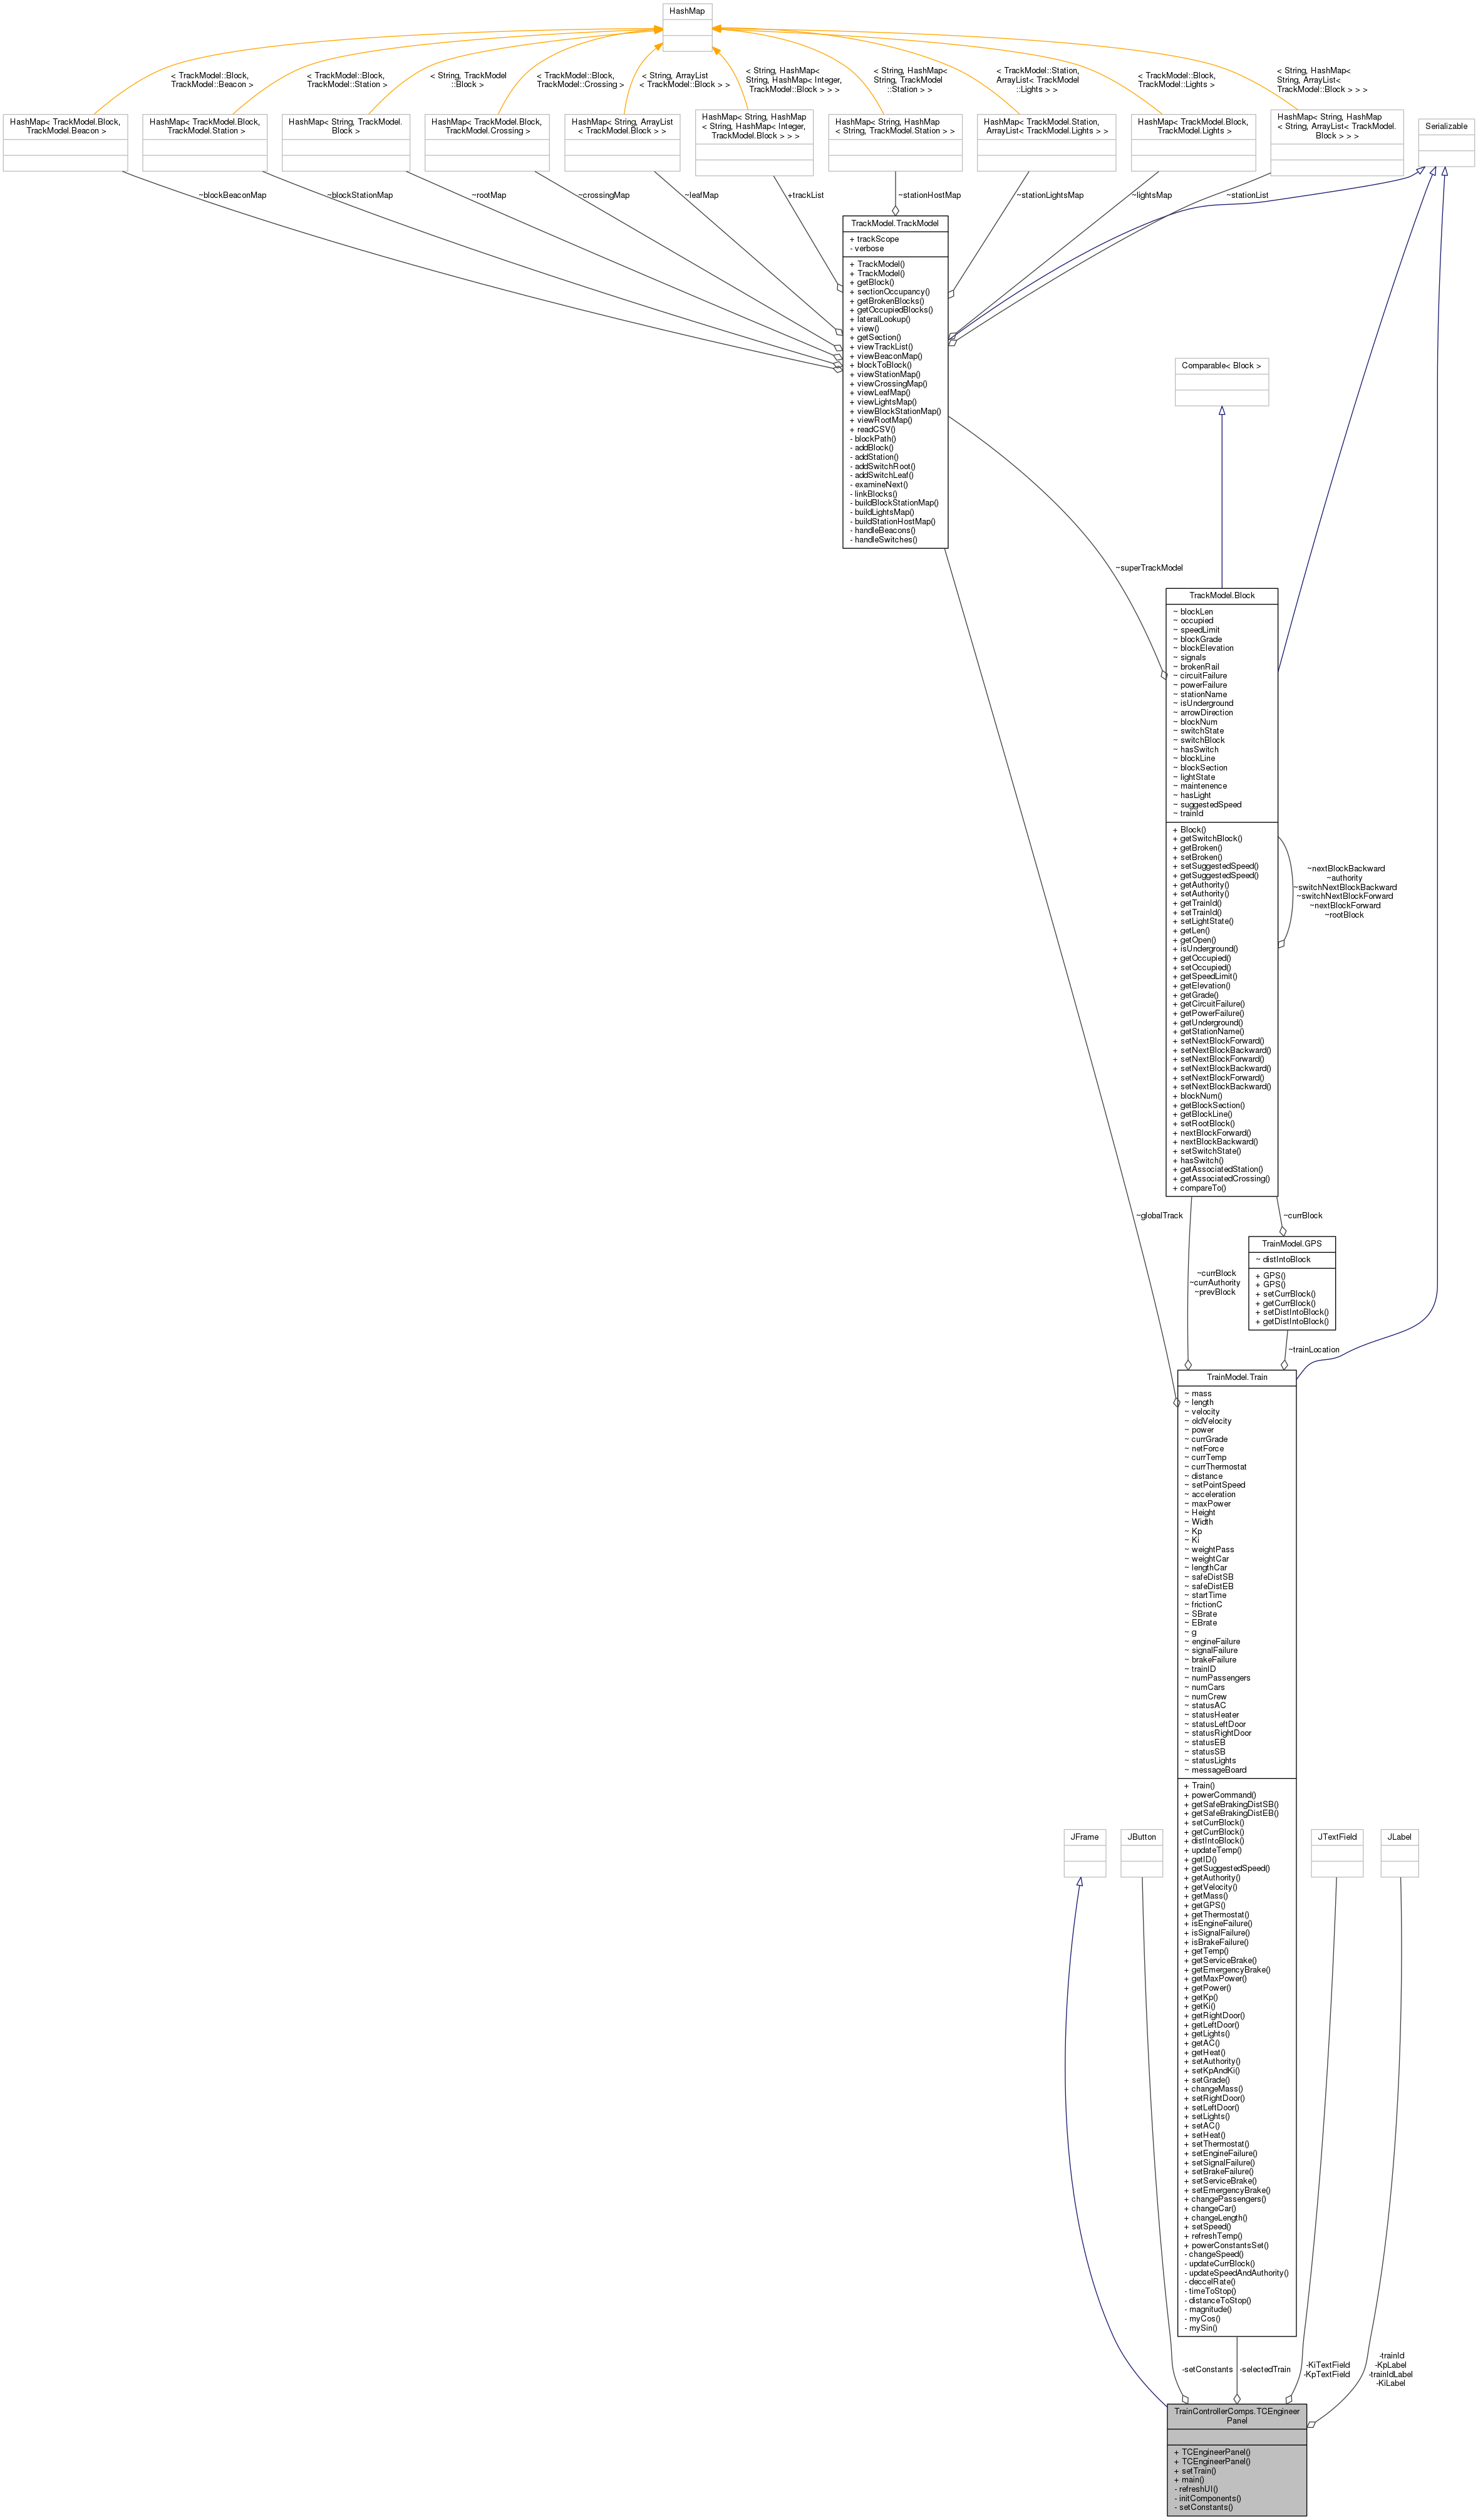 HashMap
< TrackModel::Block,
TrackModel::Beacon >
< TrackModel::Block,
TrackModel::Station >
< String, TrackModel
::Block >
< TrackModel::Block,
TrackModel::Crossing >
< String, ArrayList
< TrackModel::Block > >
< String, HashMap<
String, HashMap< Integer,
TrackModel::Block > > >
< String, HashMap<
String, TrackModel
::Station > >
< TrackModel::Station,
ArrayList< TrackModel
::Lights > >
< TrackModel::Block,
TrackModel::Lights >
< String, HashMap<
String, ArrayList<
TrackModel::Block > > >
HashMap< TrackModel.Block,
TrackModel.Beacon >
HashMap< TrackModel.Block,
TrackModel.Station >
HashMap< String, TrackModel.
Block >
HashMap< TrackModel.Block,
TrackModel.Crossing >
HashMap< String, ArrayList
< TrackModel.Block > >
HashMap< String, HashMap
< String, HashMap< Integer,
TrackModel.Block > > >
HashMap< String, HashMap
< String, TrackModel.Station > >
HashMap< TrackModel.Station,
ArrayList< TrackModel.Lights > >
HashMap< TrackModel.Block,
TrackModel.Lights >
HashMap< String, HashMap
< String, ArrayList< TrackModel.
Block > > >
Serializable
~blockBeaconMap
~blockStationMap
~rootMap
~crossingMap
~leafMap
+trackList
~stationHostMap
~stationLightsMap
~lightsMap
~stationList
TrackModel.TrackModel
+ trackScope
- verbose
+ TrackModel()
+ TrackModel()
+ getBlock()
+ sectionOccupancy()
+ getBrokenBlocks()
+ getOccupiedBlocks()
+ lateralLookup()
+ view()
+ getSection()
+ viewTrackList()
+ viewBeaconMap()
+ blockToBlock()
+ viewStationMap()
+ viewCrossingMap()
+ viewLeafMap()
+ viewLightsMap()
+ viewBlockStationMap()
+ viewRootMap()
+ readCSV()
- blockPath()
- addBlock()
- addStation()
- addSwitchRoot()
- addSwitchLeaf()
- examineNext()
- linkBlocks()
- buildBlockStationMap()
- buildLightsMap()
- buildStationHostMap()
- handleBeacons()
- handleSwitches()
Comparable< Block >
~superTrackModel
TrackModel.Block
~ blockLen
~ occupied
~ speedLimit
~ blockGrade
~ blockElevation
~ signals
~ brokenRail
~ circuitFailure
~ powerFailure
~ stationName
~ isUnderground
~ arrowDirection
~ blockNum
~ switchState
~ switchBlock
~ hasSwitch
~ blockLine
~ blockSection
~ lightState
~ maintenence
~ hasLight
~ suggestedSpeed
~ trainId
+ Block()
+ getSwitchBlock()
+ getBroken()
+ setBroken()
+ setSuggestedSpeed()
+ getSuggestedSpeed()
+ getAuthority()
+ setAuthority()
+ getTrainId()
+ setTrainId()
+ setLightState()
+ getLen()
+ getOpen()
+ isUnderground()
+ getOccupied()
+ setOccupied()
+ getSpeedLimit()
+ getElevation()
+ getGrade()
+ getCircuitFailure()
+ getPowerFailure()
+ getUnderground()
+ getStationName()
+ setNextBlockForward()
+ setNextBlockBackward()
+ setNextBlockForward()
+ setNextBlockBackward()
+ setNextBlockForward()
+ setNextBlockBackward()
+ blockNum()
+ getBlockSection()
+ getBlockLine()
+ setRootBlock()
+ nextBlockForward()
+ nextBlockBackward()
+ setSwitchState()
+ hasSwitch()
+ getAssociatedStation()
+ getAssociatedCrossing()
+ compareTo()
~nextBlockBackward
~authority
~switchNextBlockBackward
~switchNextBlockForward
~nextBlockForward
~rootBlock
~globalTrack
~currBlock
TrainModel.GPS
~ distIntoBlock
+ GPS()
+ GPS()
+ setCurrBlock()
+ getCurrBlock()
+ setDistIntoBlock()
+ getDistIntoBlock()
~currBlock
~currAuthority
~prevBlock
~trainLocation
TrainModel.Train
~ mass
~ length
~ velocity
~ oldVelocity
~ power
~ currGrade
~ netForce
~ currTemp
~ currThermostat
~ distance
~ setPointSpeed
~ acceleration
~ maxPower
~ Height
~ Width
~ Kp
~ Ki
~ weightPass
~ weightCar
~ lengthCar
~ safeDistSB
~ safeDistEB
~ startTime
~ frictionC
~ SBrate
~ EBrate
~ g
~ engineFailure
~ signalFailure
~ brakeFailure
~ trainID
~ numPassengers
~ numCars
~ numCrew
~ statusAC
~ statusHeater
~ statusLeftDoor
~ statusRightDoor
~ statusEB
~ statusSB
~ statusLights
~ messageBoard
+ Train()
+ powerCommand()
+ getSafeBrakingDistSB()
+ getSafeBrakingDistEB()
+ setCurrBlock()
+ getCurrBlock()
+ distIntoBlock()
+ updateTemp()
+ getID()
+ getSuggestedSpeed()
+ getAuthority()
+ getVelocity()
+ getMass()
+ getGPS()
+ getThermostat()
+ isEngineFailure()
+ isSignalFailure()
+ isBrakeFailure()
+ getTemp()
+ getServiceBrake()
+ getEmergencyBrake()
+ getMaxPower()
+ getPower()
+ getKp()
+ getKi()
+ getRightDoor()
+ getLeftDoor()
+ getLights()
+ getAC()
+ getHeat()
+ setAuthority()
+ setKpAndKi()
+ setGrade()
+ changeMass()
+ setRightDoor()
+ setLeftDoor()
+ setLights()
+ setAC()
+ setHeat()
+ setThermostat()
+ setEngineFailure()
+ setSignalFailure()
+ setBrakeFailure()
+ setServiceBrake()
+ setEmergencyBrake()
+ changePassengers()
+ changeCar()
+ changeLength()
+ setSpeed()
+ refreshTemp()
+ powerConstantsSet()
- changeSpeed()
- updateCurrBlock()
- updateSpeedAndAuthority()
- deccelRate()
- timeToStop()
- distanceToStop()
- magnitude()
- myCos()
- mySin()
JFrame
JButton
JTextField
JLabel
-setConstants
-selectedTrain
-KiTextField
-KpTextField
-trainId
-KpLabel
-trainIdLabel
-KiLabel
TrainControllerComps.TCEngineer
Panel
+ TCEngineerPanel()
+ TCEngineerPanel()
+ setTrain()
+ main()
- refreshUI()
- initComponents()
- setConstants()